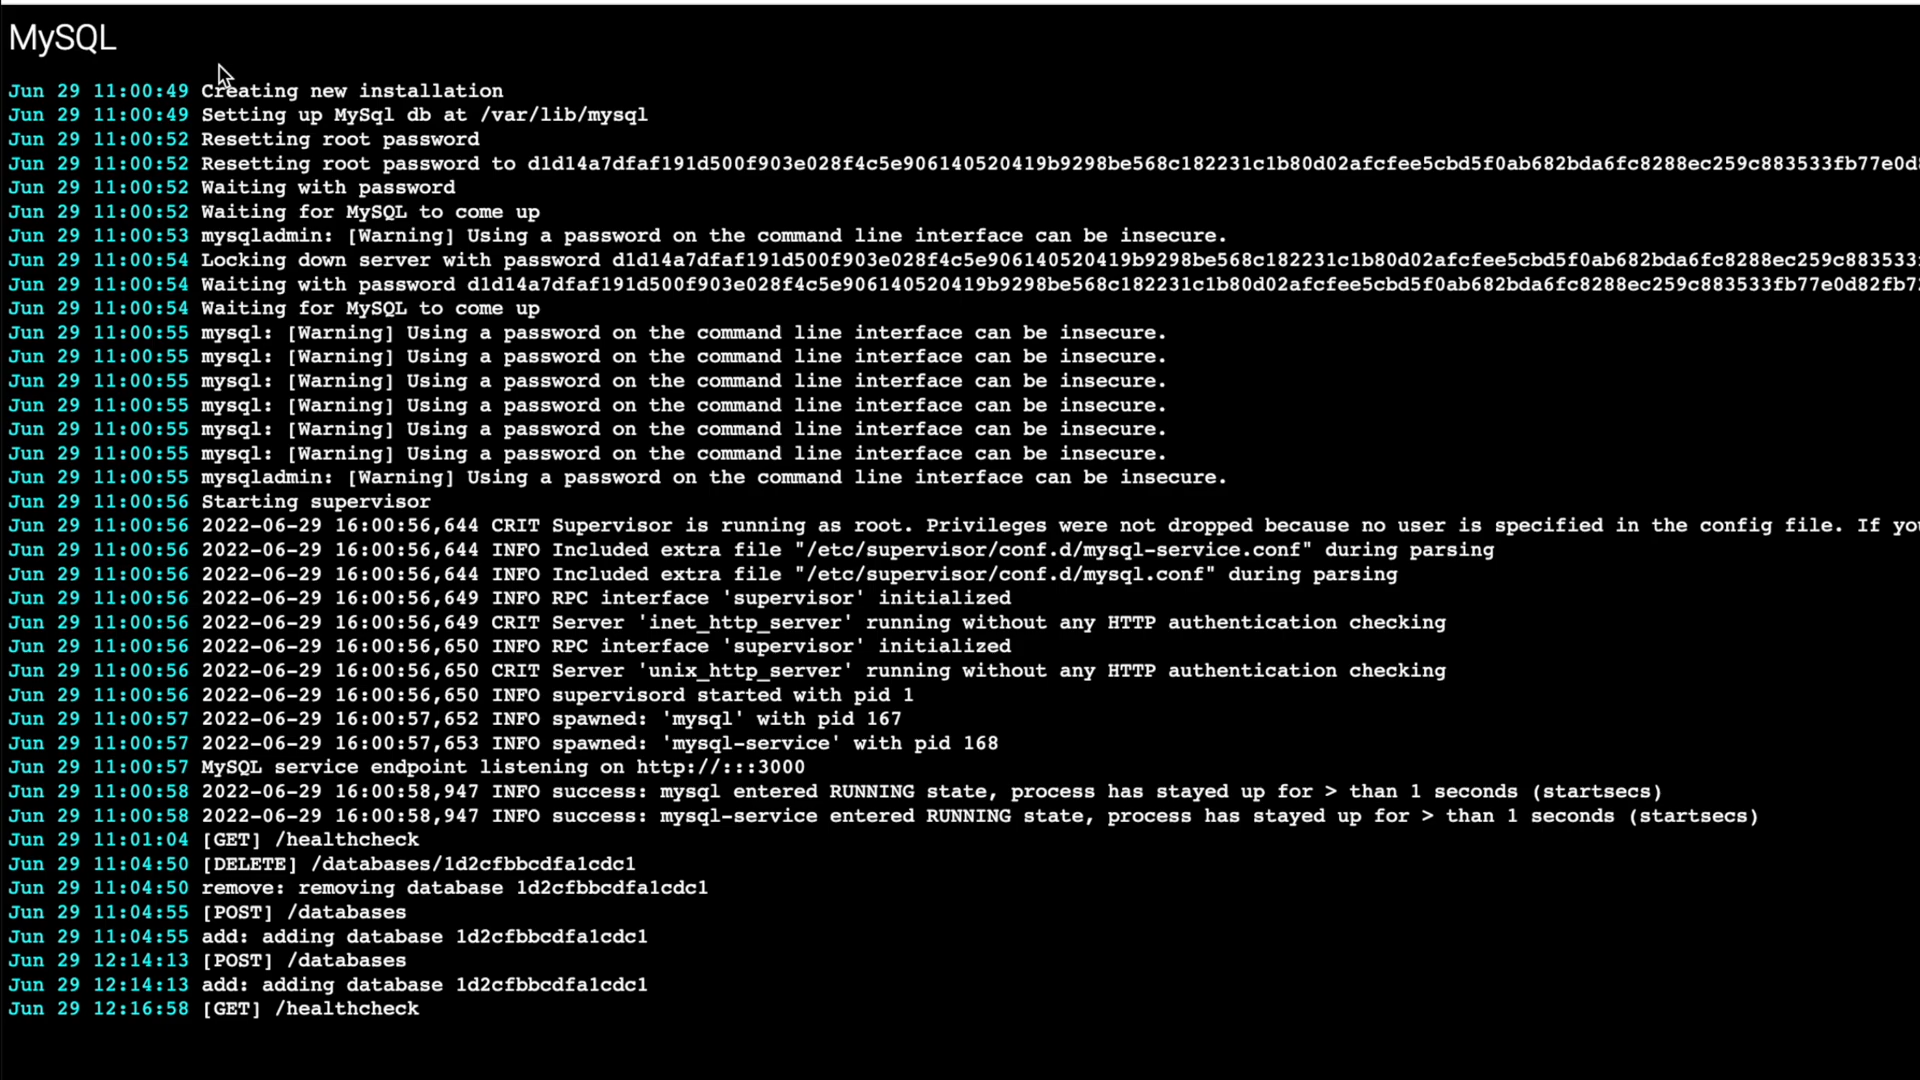 MySQL
Jun 29 11:00:49 Creating new installation
Jun 29 11:00:49 Setting up MySql db at /var/lib/mysql
Jun 29 11:00:52 Resetting root password
Jun 29 11:00:52 Resetting root password to d1d14a7dfaf191d500f903e028f4c5e906140520419b9298be568c182231c1b80d02afcfee5cbd5f0ab682bda6fc8288ec259c883533fb77e0d8
Jun 29 11:00:52 Waiting with password
Jun 29 11:00:52 Waiting for MySQL to come up
Jun 29 11:00:53 mysqladmin: [Warning] Using a password on the command line interface can be insecure.
Jun 29 11:00:54 Locking down server with password d1d14a7dfaf191d500f903e028f4c5e906140520419b9298be568c182231c1b80d02afcfee5cbd5f0ab682bda6fc8288ec259c883533
Jun 29 11:00:54 Waiting with password d1d14a7dfaf191d500f903e028f4c5e906140520419b9298be568c182231c1b80d02afcfee5cbd5f0ab682bda6fc8288ec259c883533fb77e0d82fb7
Jun 29 11:00:54 Waiting for MySQL to come up
Jun 29 11:00:55 mysql: [Warning] Using a password on the command line interface can be insecure.
Jun 29 11:00:55 mysql: [Warning] Using a password on the command line interface can be insecure.
Jun 29 11:00:55 mysql: [Warning] Using a password on the command line interface can be insecure.
Jun 29 11:00:55 mysql: [Warning] Using a password on the command line interface can be insecure.
Jun 29 11:00:55 mysql: [Warning] Using a password on the command line interface can be insecure.
Jun 29 11:00:55 mysql: [Warning] Using a password on the command line interface can be insecure.
Jun 29 11:00:55 mysqladmin: [Warning] Using a password on the command line interface can be insecure.
Jun 29 11:00:56 Starting supervisor
Jun 29 11:00:56 2022-06-29 16:00:56,644 CRIT Supervisor is running as root. Privileges were not dropped because no user is specified in the config file. If you
Jun 29 11:00:56 2022-06-29 16:00:56,644 INFO Included extra file "/etc/supervisor/conf.d/mysql-service.conf" during parsing
Jun 29 11:00:56 2022-06-29 16:00:56,644 INFO Included extra file "/etc/supervisor/conf.d/mysql.conf" during parsing
Jun 29 11:00:56 2022-06-29 16:00:56,649 INFO RPC interface 'supervisor' initialized
Jun 29 11:00:56 2022-06-29 16:00:56,649 CRIT Server 'inet_http_server' running without any HTTP authentication checking
Jun 29 11:00:56 2022-06-29 16:00:56,650 INFO RPC interface 'supervisor' initialized
Jun 29 11:00:56 2022-06-29 16:00:56,650 CRIT Server 'unix_http_server' running without any HTTP authentication checking
Jun 29 11:00:56 2022-06-29 16:00:56,650 INFO supervisord started with pid 1
Jun 29 11:00:57 2022-06-29 16:00:57,652 INFO spawned: 'mysql' with pid 167
Jun 29 11:00:57 2022-06-29 16:00:57,653 INFO spawned: 'mysql-service' with pid 168
Jun 29 11:00:57 MySQL service endpoint listening on http://:::3000
Jun 29 11:00:58 2022-06-29 16:00:58,947 INFO success: mysql entered RUNNING state, process has stayed up for > than 1 seconds (startsecs)
Jun 29 11:00:58 2022-06-29 16:00:58,947 INFO success: mysql-service entered RUNNING state, process has stayed up for > than 1 seconds (startsecs)
Jun 29 11:01:04 [GET] /healthcheck
Jun 29 11:04:50 [DELETE] /databases/1d2cfbbcdfa1cdc1
Jun 29 11:04:50 remove: removing database 1d2cfbbcdfa1cdc1
Jun 29 11:04:55 [POST] /databases
Jun 29 11:04:55 add: adding database 1d2cfbbcdfa1cdc1
Jun 29 12:14:13 [POST] /databases
Jun 29 12:14:13 add: adding database 1d2cfbbcdfa1cdc1
Jun 29 12:16:58 [GET] /healthcheck